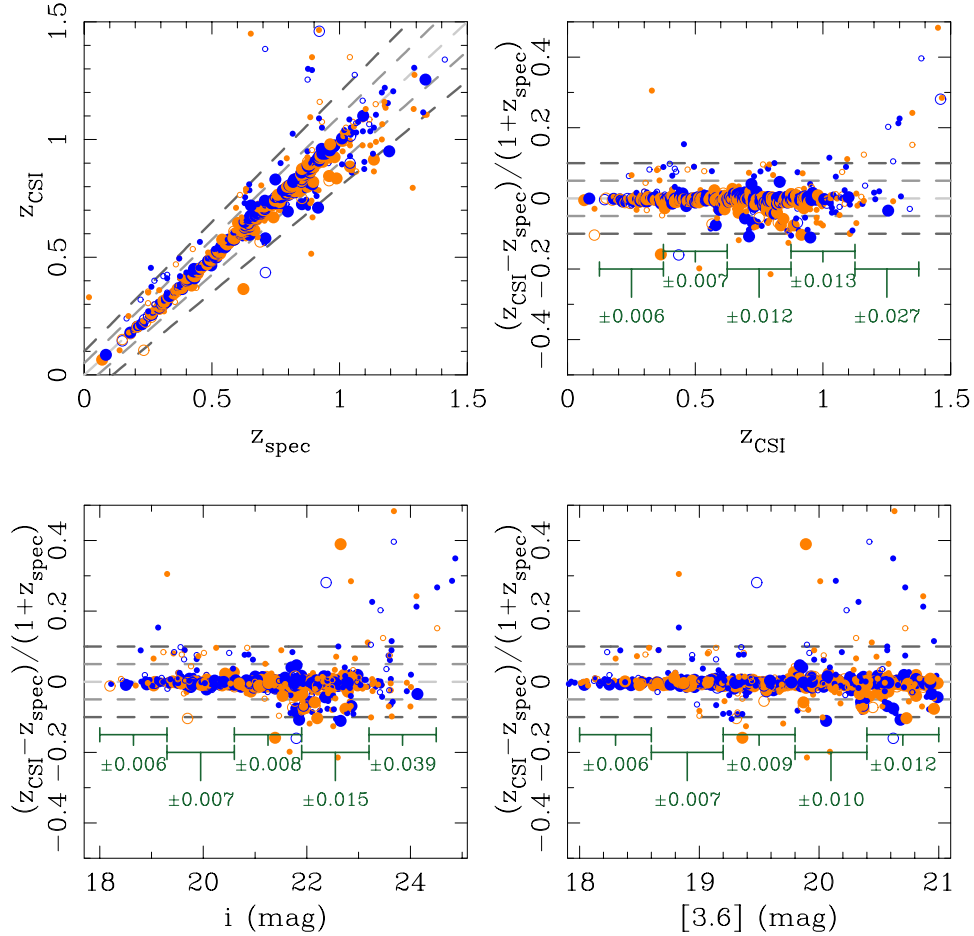 z_CSI
1.5
1
0.5
0
0 0.5 1 1.5
z_spec
(z_CSI−z_spec)/(1+z_spec)
0.4
0.2
0
−0.2
−0.4
±0.006
±0.007
±0.012
±0.013
±0.027
0 0.5 1 1.5
z_CSI
(z_CSI−z_spec)/(1+z_spec)
0.4
0.2
0
−0.2
−0.4
±0.006
±0.007
±0.008
±0.015
±0.039
18 20 22 24
i (mag)
(z_CSI−z_spec)/(1+z_spec)
0.4
0.2
0
−0.2
−0.4
±0.006
±0.007
±0.009
±0.010
±0.012
18 19 20 21
[3.6] (mag)